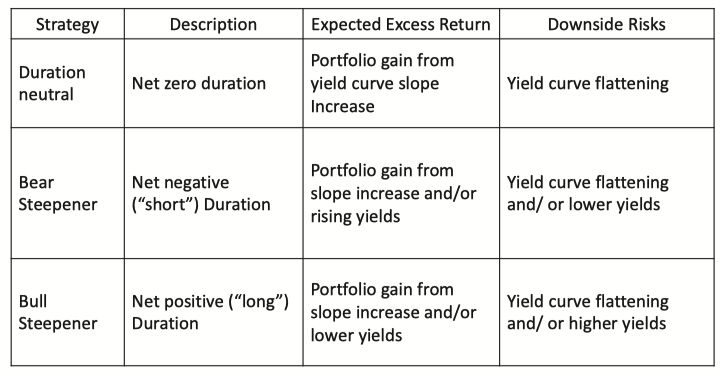 Strategy
Description
Expected Excess Return
Downside Risks
Duration
neutral
Net zero duration
Portfolio gain from
yield curve slope
Increase
Yield curve flattening
Bear
Steepener
Net negative
(“short”) Duration
Portfolio gain from
slope increase and/or
rising yields
Yield curve flattening
and/ or lower yields
Bull
Steepener
Net positive (“long”)
Duration
Portfolio gain from
slope increase and/or
lower yields
Yield curve flattening
and/ or higher yields